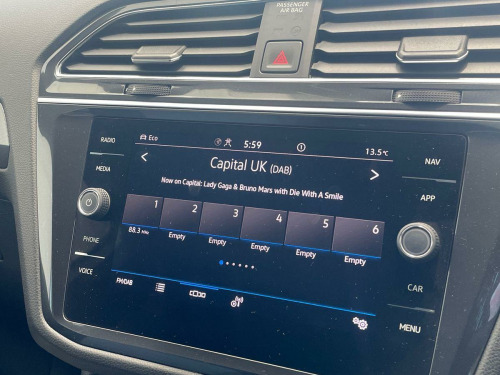 PASSENGER
AIR BAG
RADIO
MEDIA
PHONE
VOICE
Eco
5:59
13.5°C
Capital UK (DAB)
Now on Capital: Lady Gaga & Bruno Mars with Die With A Smile
1 2 3 4 5 6
88.3 MHz Empty Empty Empty Empty Empty
FM/DAB
NAV
APP
CAR
MENU